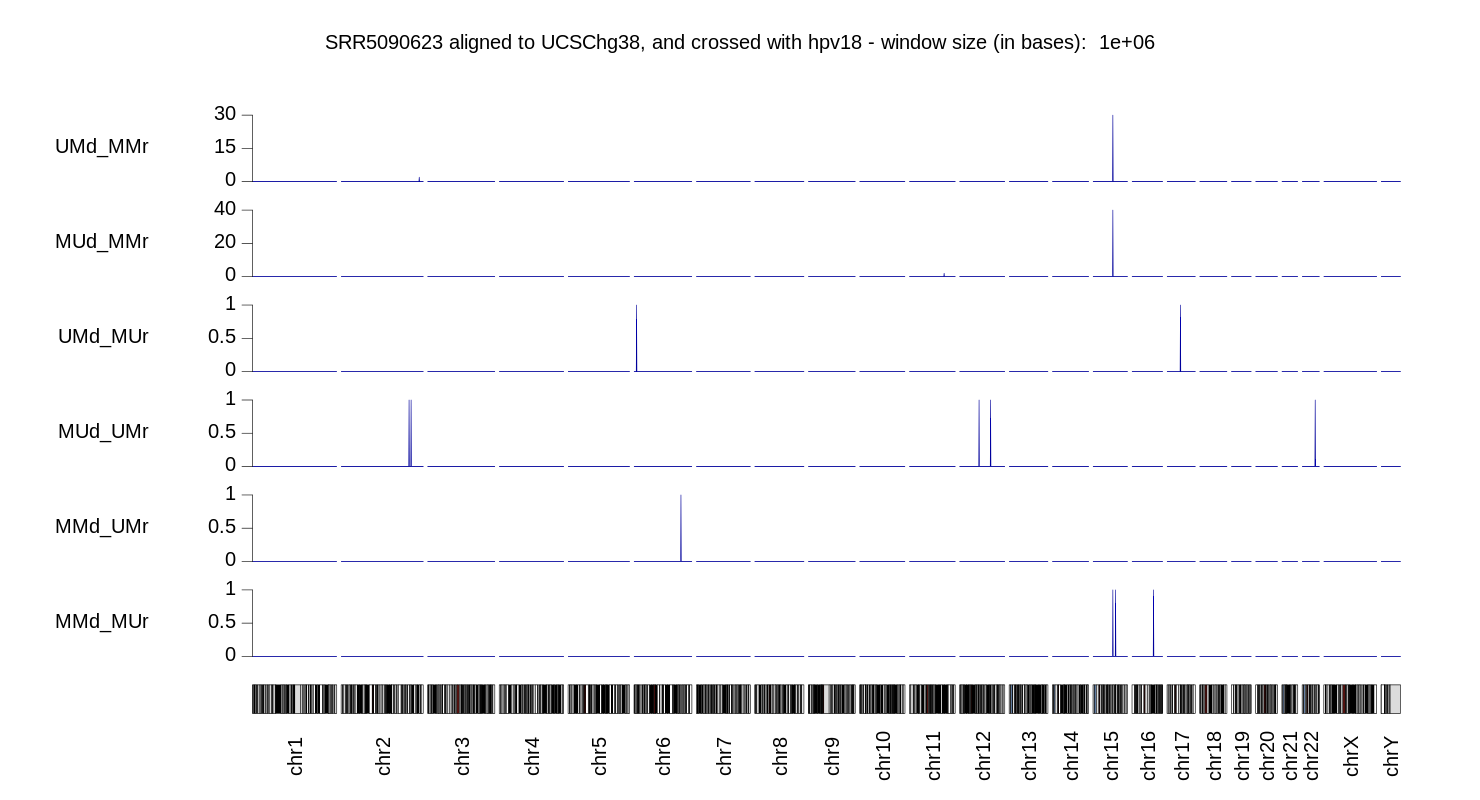 SRR5090623 aligned to UCSChg38, and crossed with hpv18 - window size (in bases):  1e+06
UMd_MMr
30
15
0
MUd_MMr
40
20
0
UMd_MUr
1
0.5
0
MUd_UMr
1
0.5
0
MMd_UMr
1
0.5
0
MMd_MUr
1
0.5
0
chr1
chr2
chr3
chr4
chr5
chr6
chr7
chr8
chr9
chr10
chr11
chr12
chr13
chr14
chr15
chr16
chr17
chr18
chr19
chr20
chr21
chr22
chrX
chrY